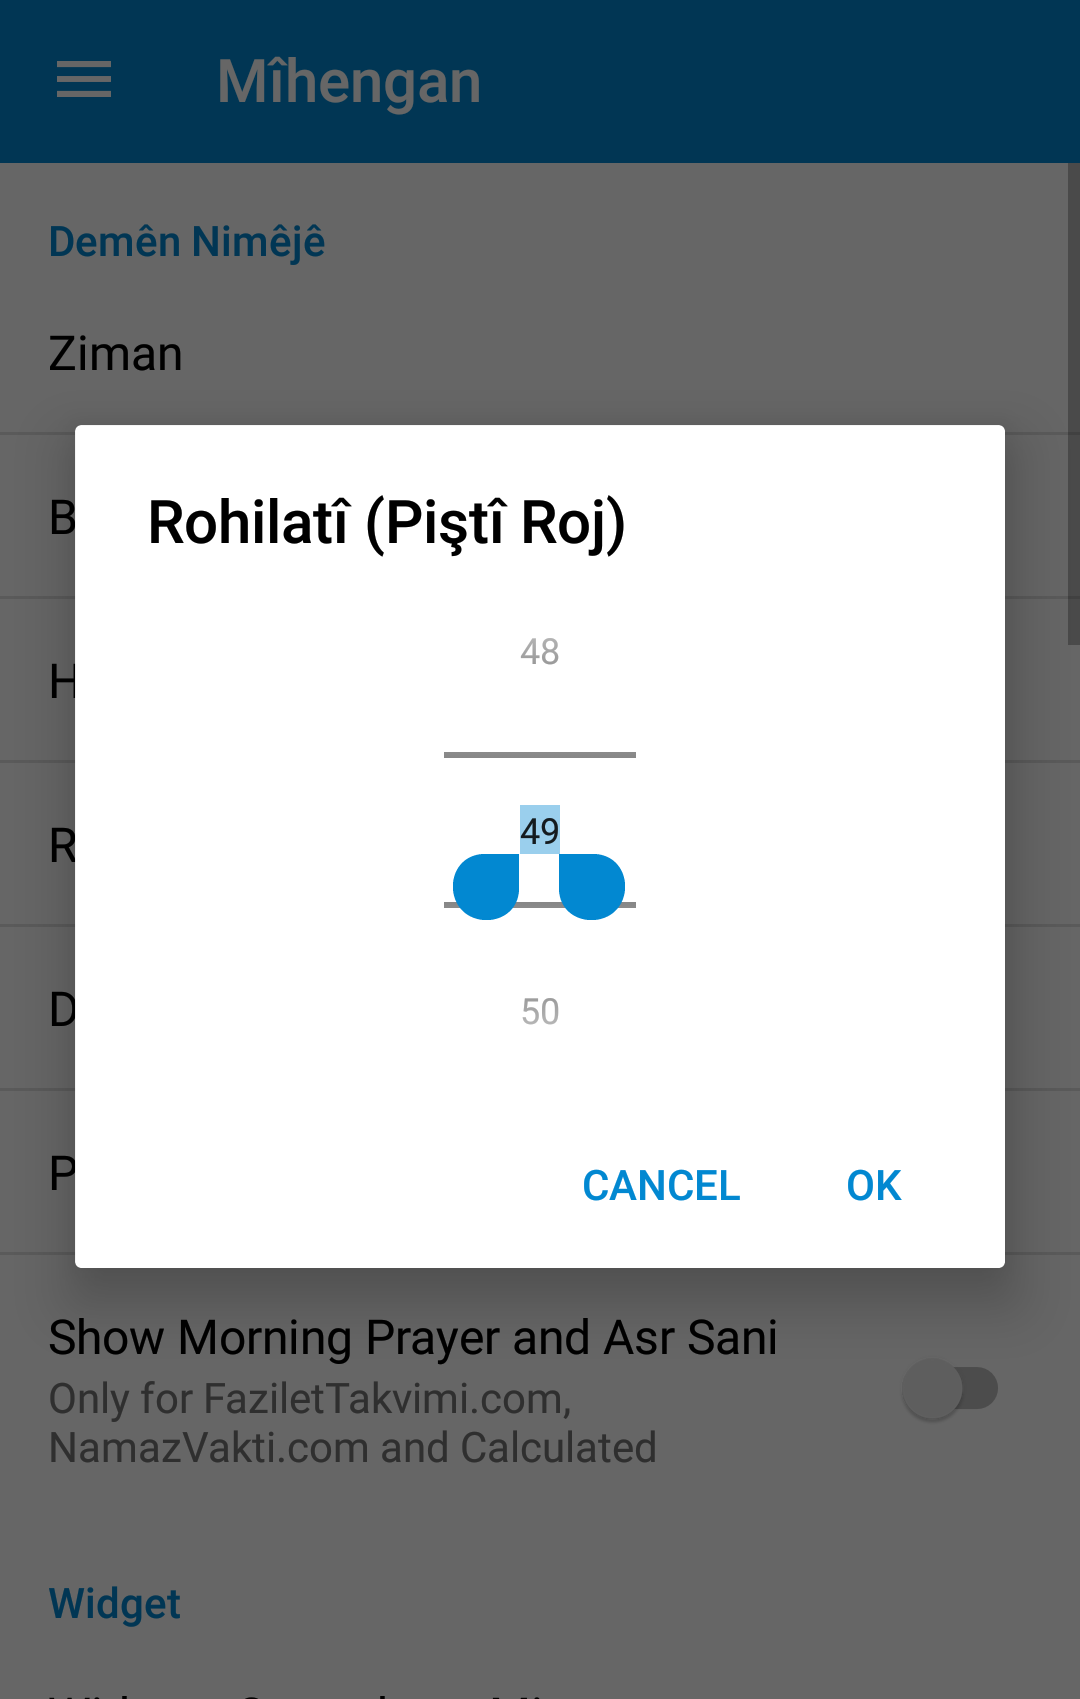 Mîhengan
Demên Nimêjê
Ziman
B
H
R
D
P
Rohilatî (Piştî Roj)
48
49
50
CANCEL
OK
Show Morning Prayer and Asr Sani
Only for FaziletTakvimi.com,
NamazVakti.com and Calculated
Widget